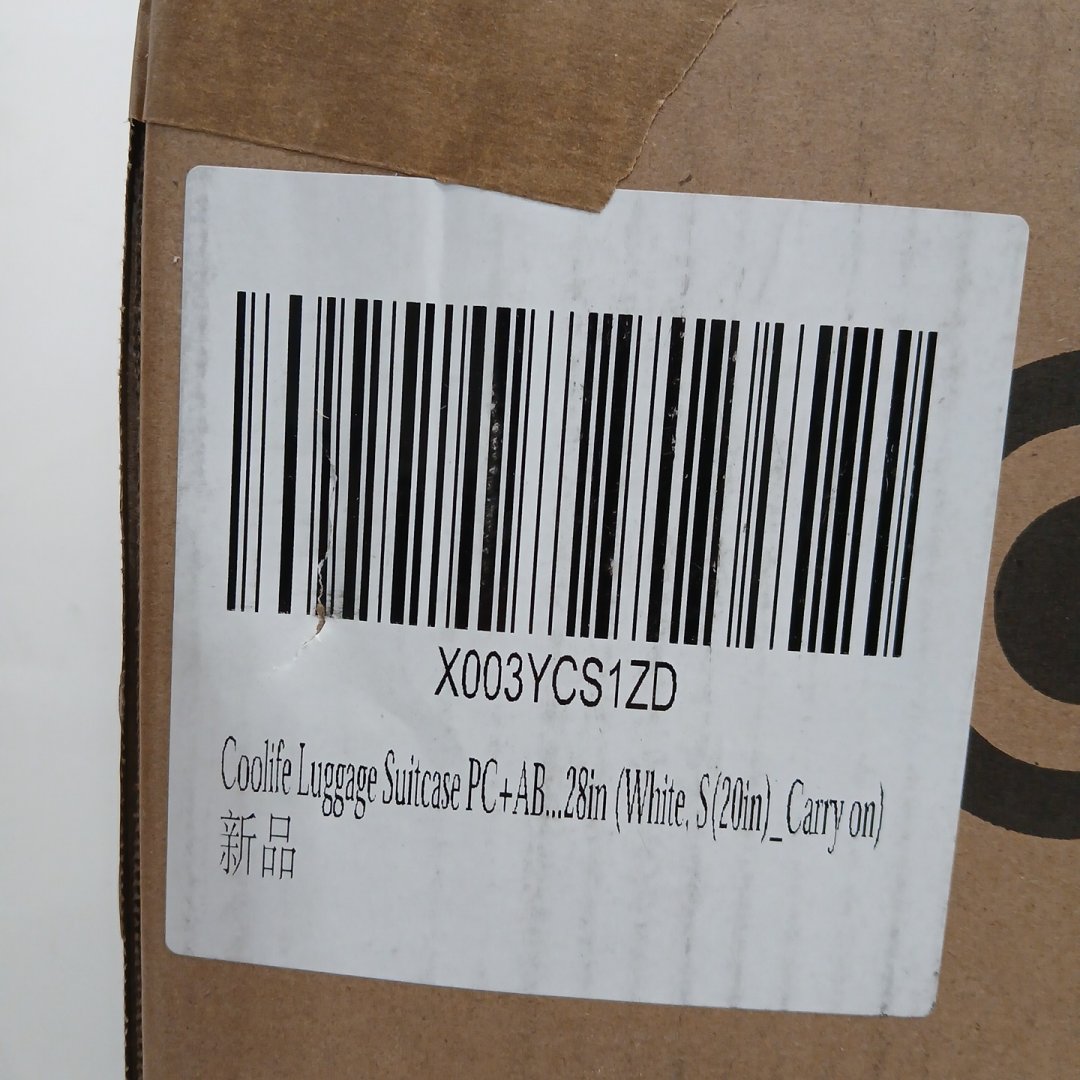 X003YCS1ZD
Coolife Luggage Suitcase PC+AB...28in (White, S(20in)_Carry on)
新品